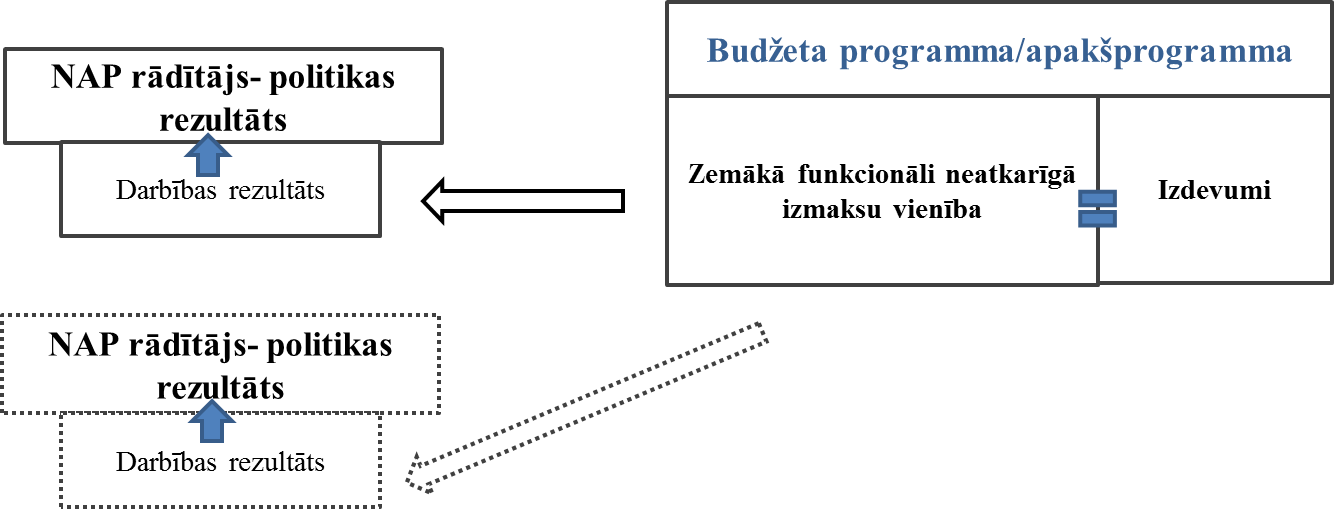 NAP rādītājs- politikas
rezultāts
Darbības rezultāts
Budžeta programma/apakšprogramma
Zemākā funkcionāli neatkarīgā
izmaksu vienība
Izdevumi
NAP rādītājs- politikas
rezultāts
Darbības rezultāts